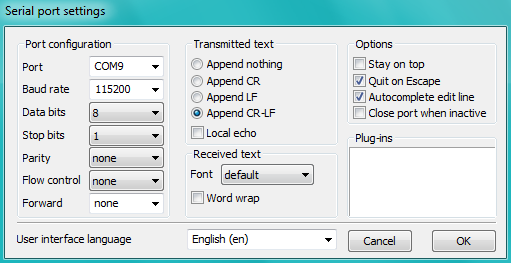 Serial port settings
Port configuration
Port COM9
Baud rate 115200
Data bits 8
Stop bits 1
Parity none
Flow control none
Forward none
Transmitted text
Append nothing
Append CR
Append LF
Append CR-LF
Local echo
Received text
Font default
Word wrap
Options
Stay on top
Quit on Escape
Autocomplete edit line
Close port when inactive
Plug-ins
User interface language English (en) Cancel OK